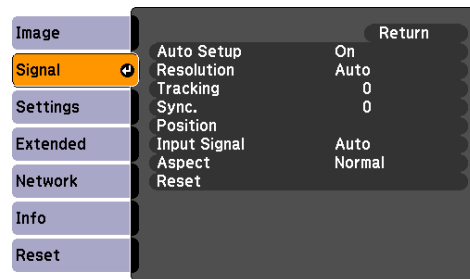 Image
Signal
Settings
Extended
Network
Info
Reset
Return
Auto Setup On
Resolution Auto
Tracking 0
Sync. 0
Position
Input Signal Auto
Aspect Normal
Reset